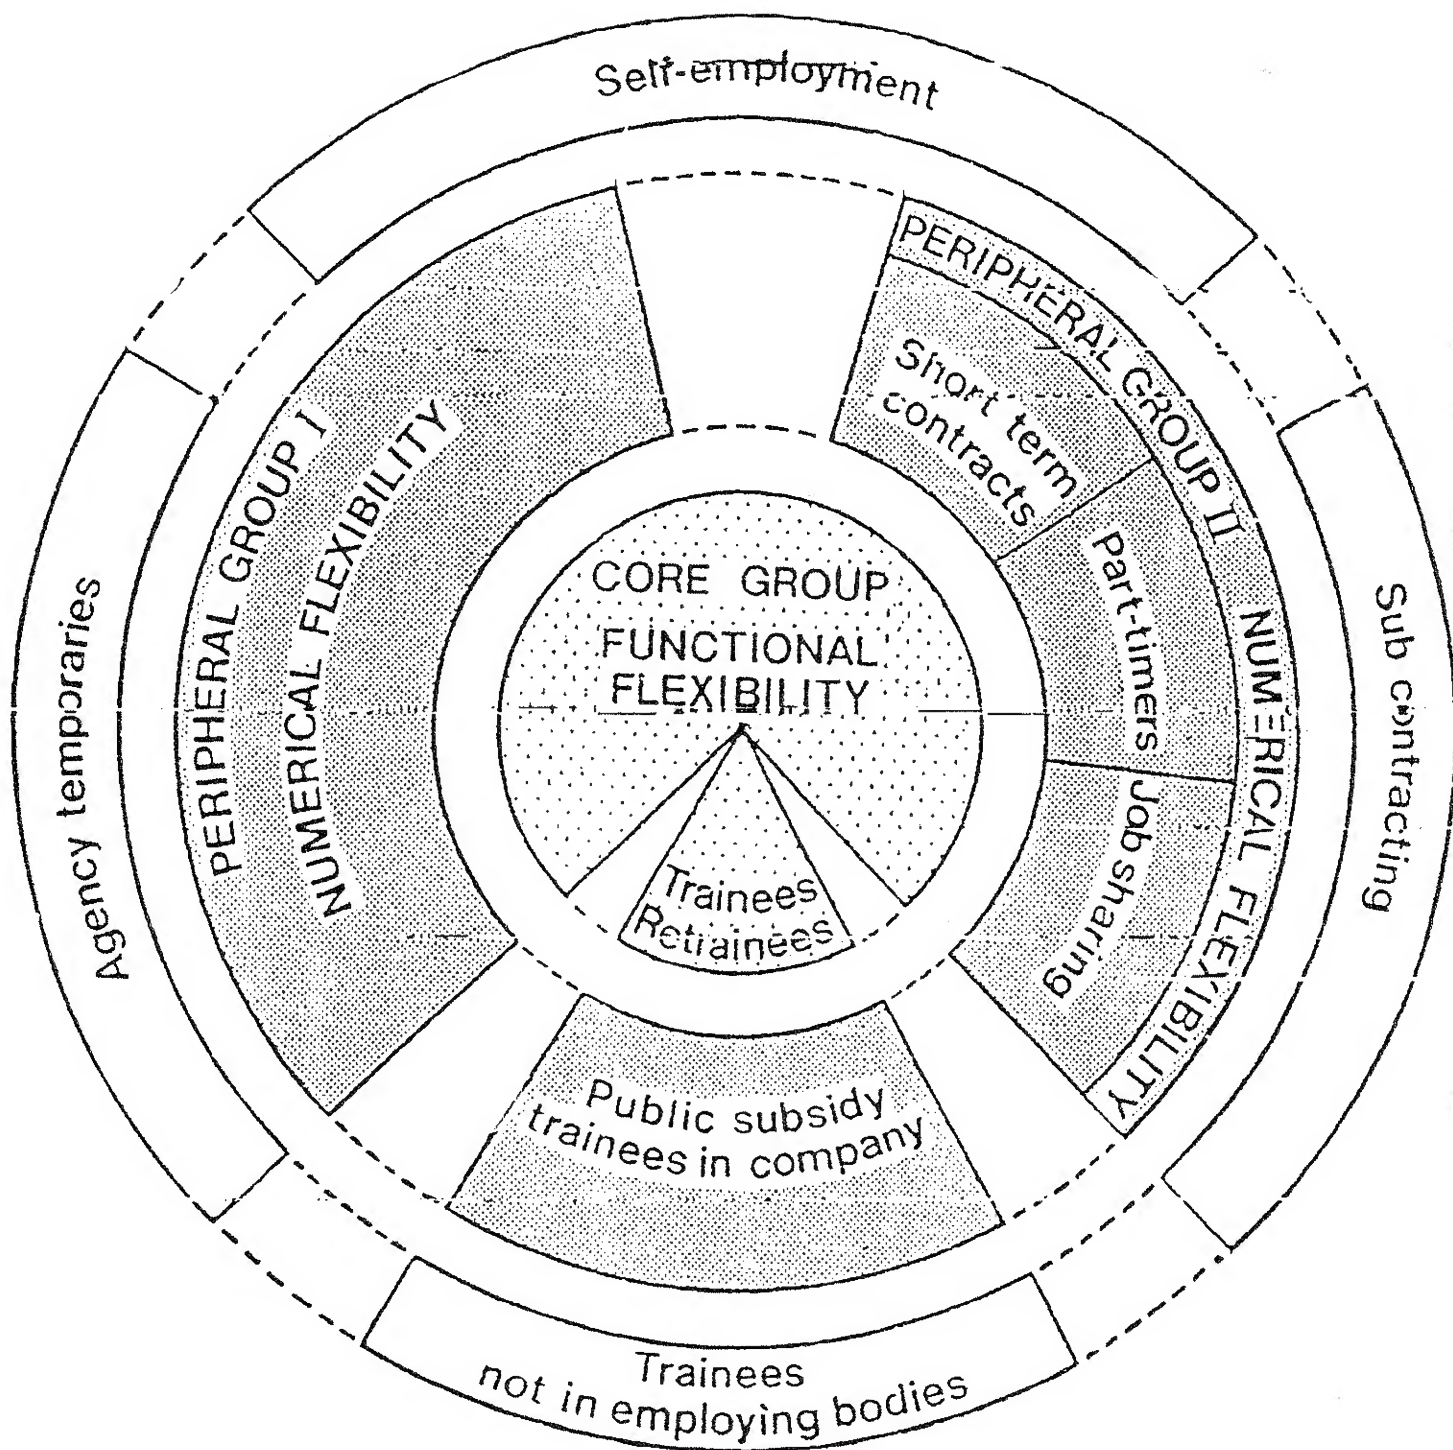 Self-employment
PERIPHERAL GROUP I
NUMERICAL FLEXIBILITY
PERIPHERAL GROUP II NUMERICAL FLEXIBILITY
Short term
contracts
Part-timers
Job sharing
CORE GROUP
FUNCTIONAL
FLEXIBILITY
Trainees
Retrainees
Public subsidy
trainees in company
Agency temporaries
Sub contracting
Trainees
not in employing bodies